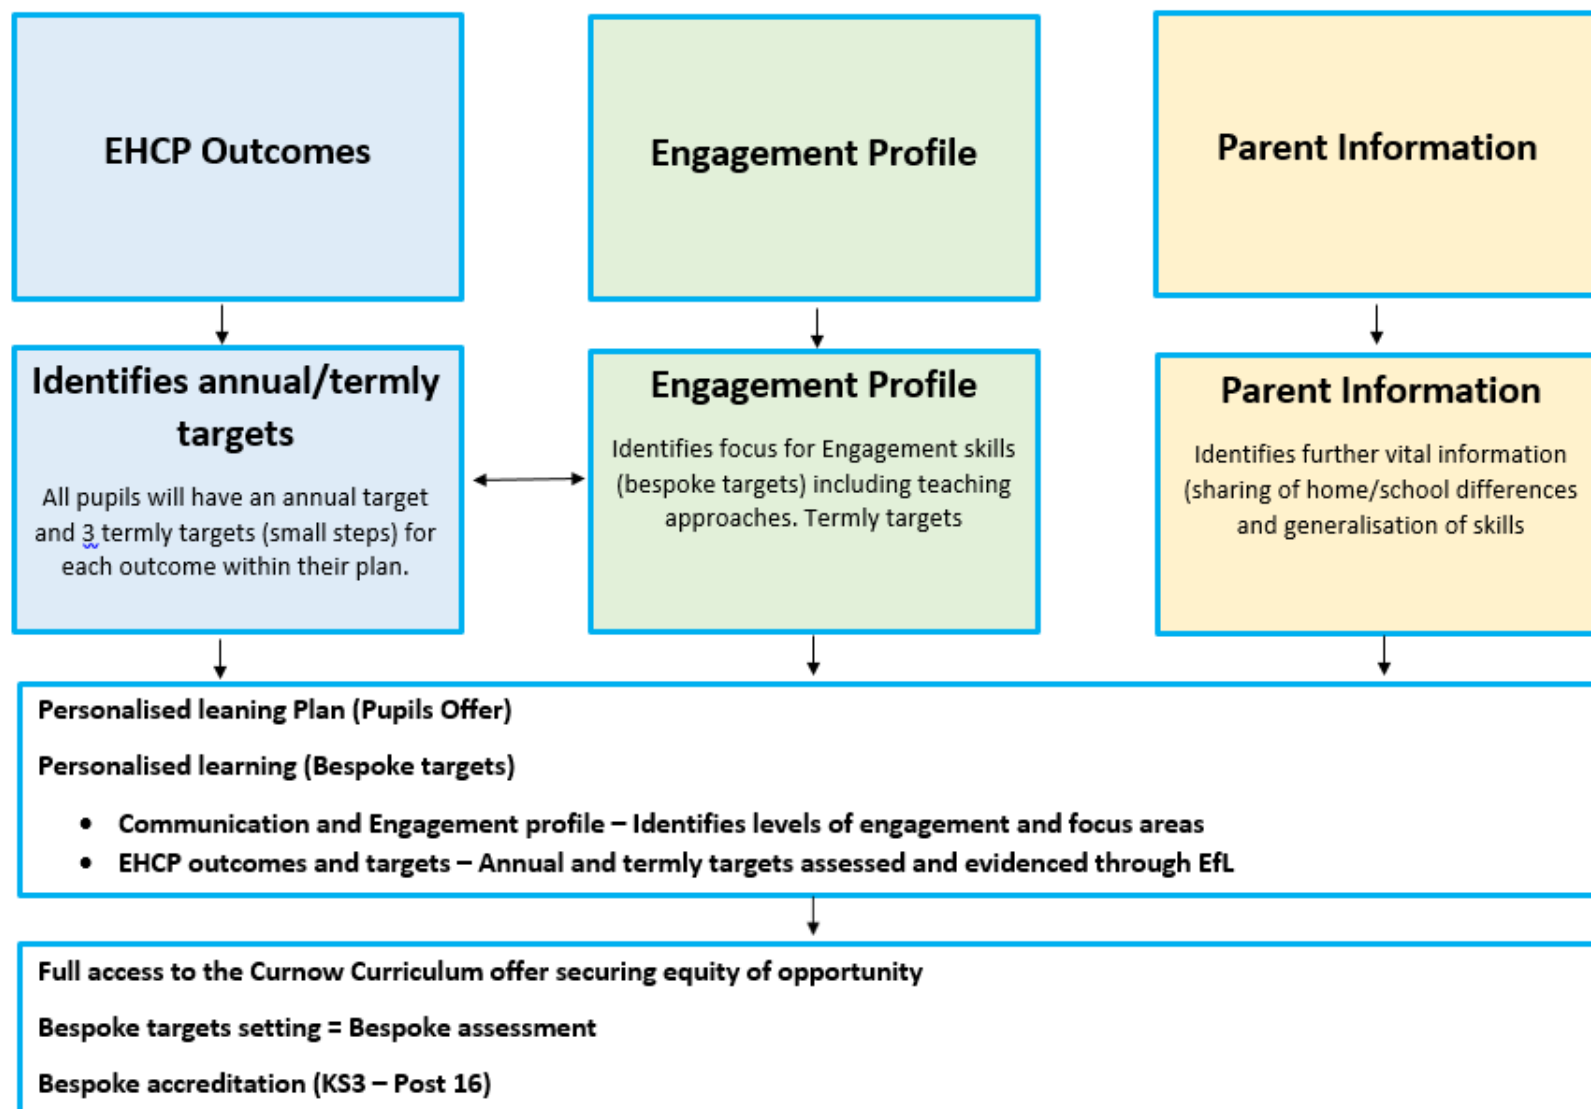 EHCP Outcomes
Engagement Profile
Parent Information
Identifies annual/termly
targets
All pupils will have an annual target
and 3 termly targets (small steps) for
each outcome within their plan.
Engagement Profile
Identifies focus for Engagement skills
(bespoke targets) including teaching
approaches. Termly targets
Parent Information
Identifies further vital information
(sharing of home/school differences
and generalisation of skills
Personalised leaning Plan (Pupils Offer)
Personalised learning (Bespoke targets)
• Communication and Engagement profile – Identifies levels of engagement and focus areas
• EHCP outcomes and targets – Annual and termly targets assessed and evidenced through EfL
Full access to the Curnow Curriculum offer securing equity of opportunity
Bespoke targets setting = Bespoke assessment
Bespoke accreditation (KS3 – Post 16)